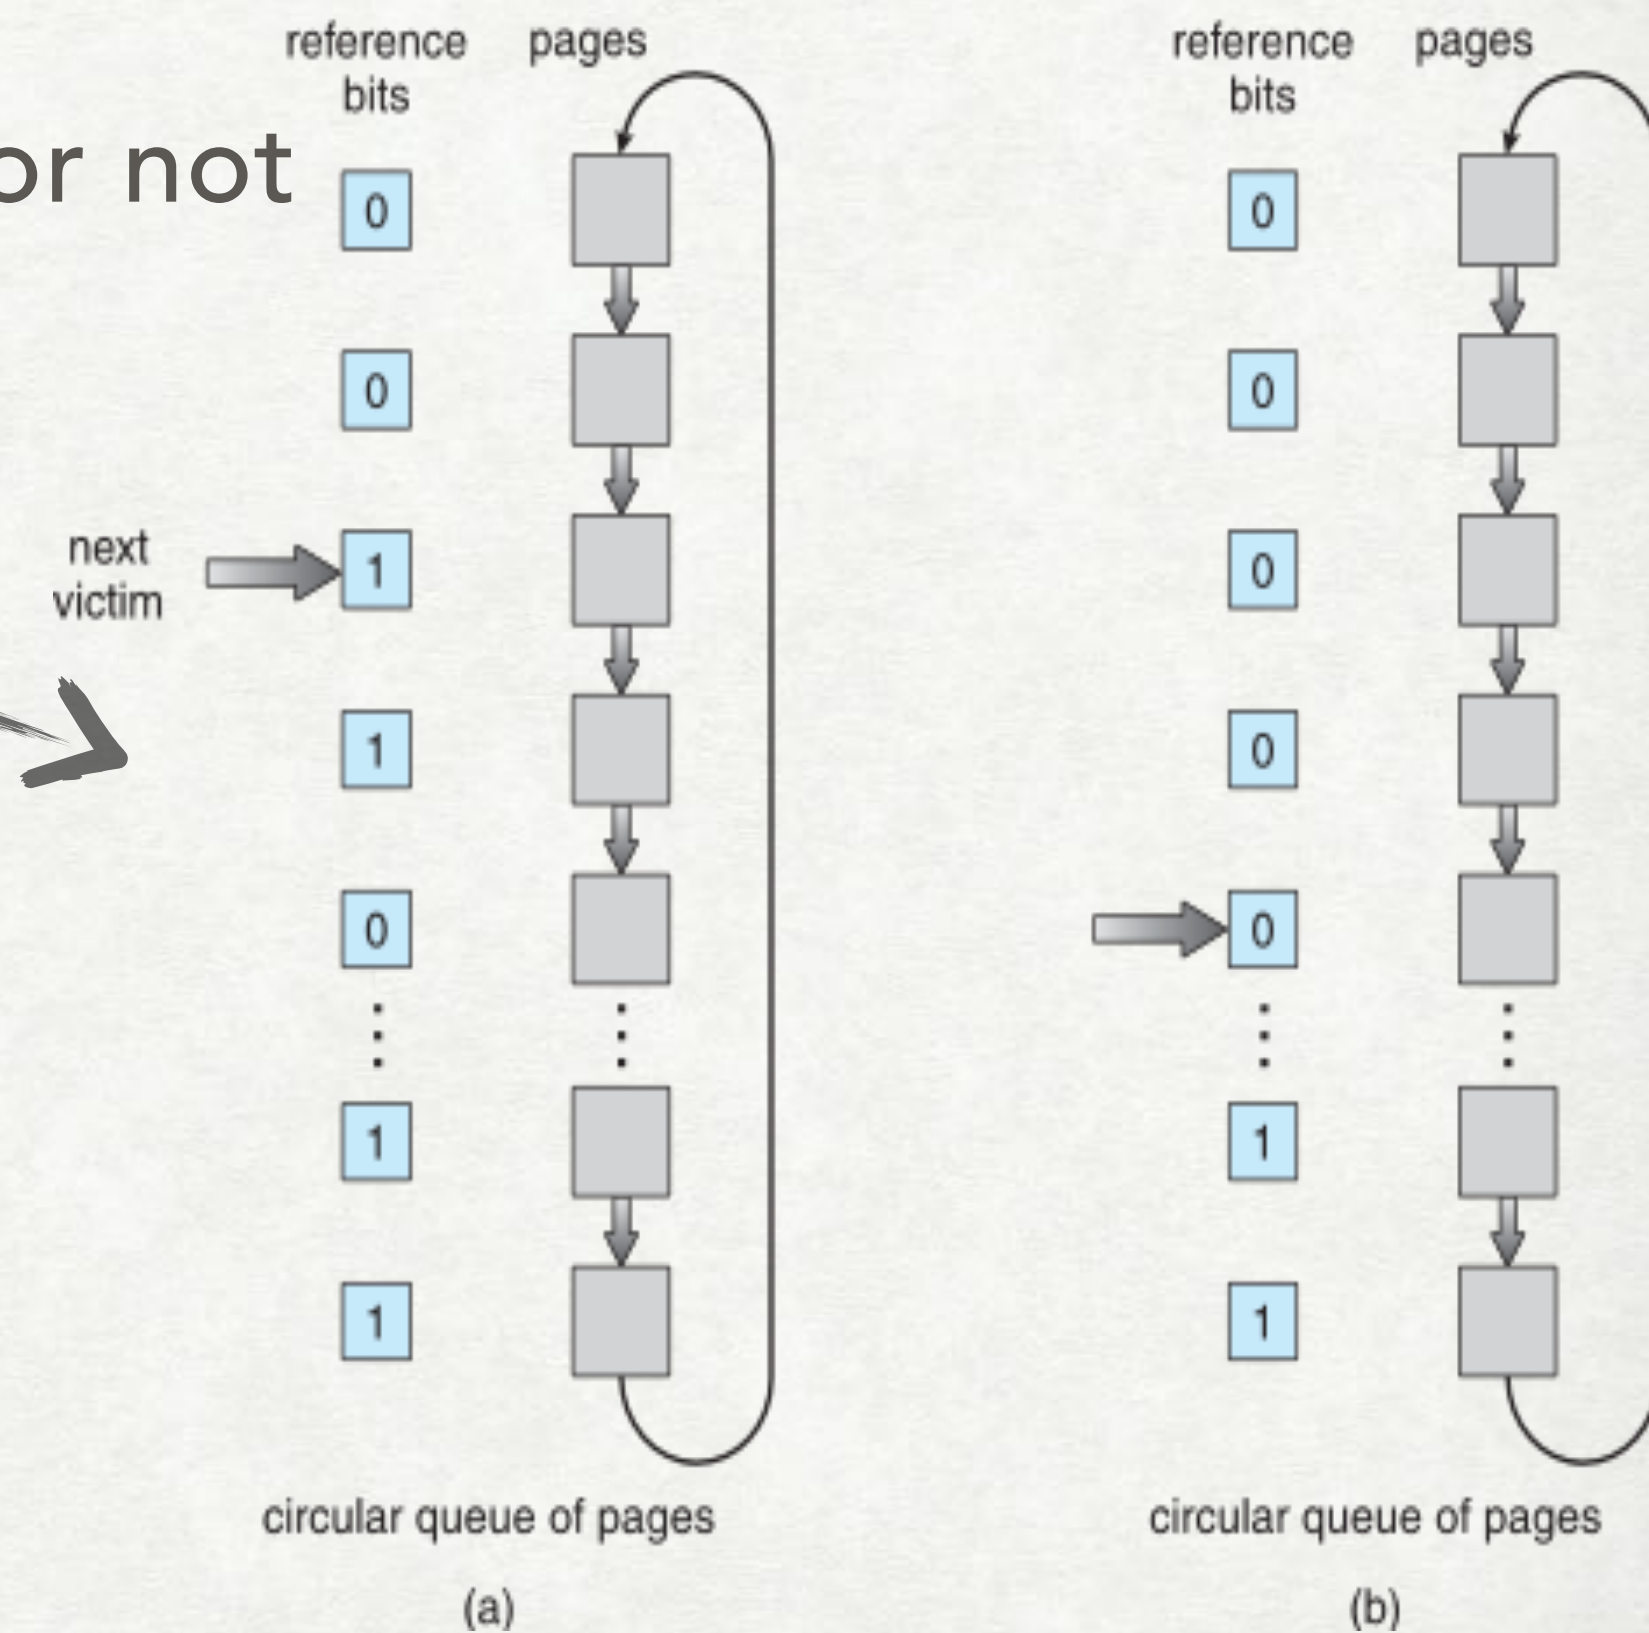 reference bits
pages
or not
0
0
next
victim
1
1
0
1
1
circular queue of pages
(a)
reference bits
pages
0
0
0
0
0
1
1
circular queue of pages
(b)